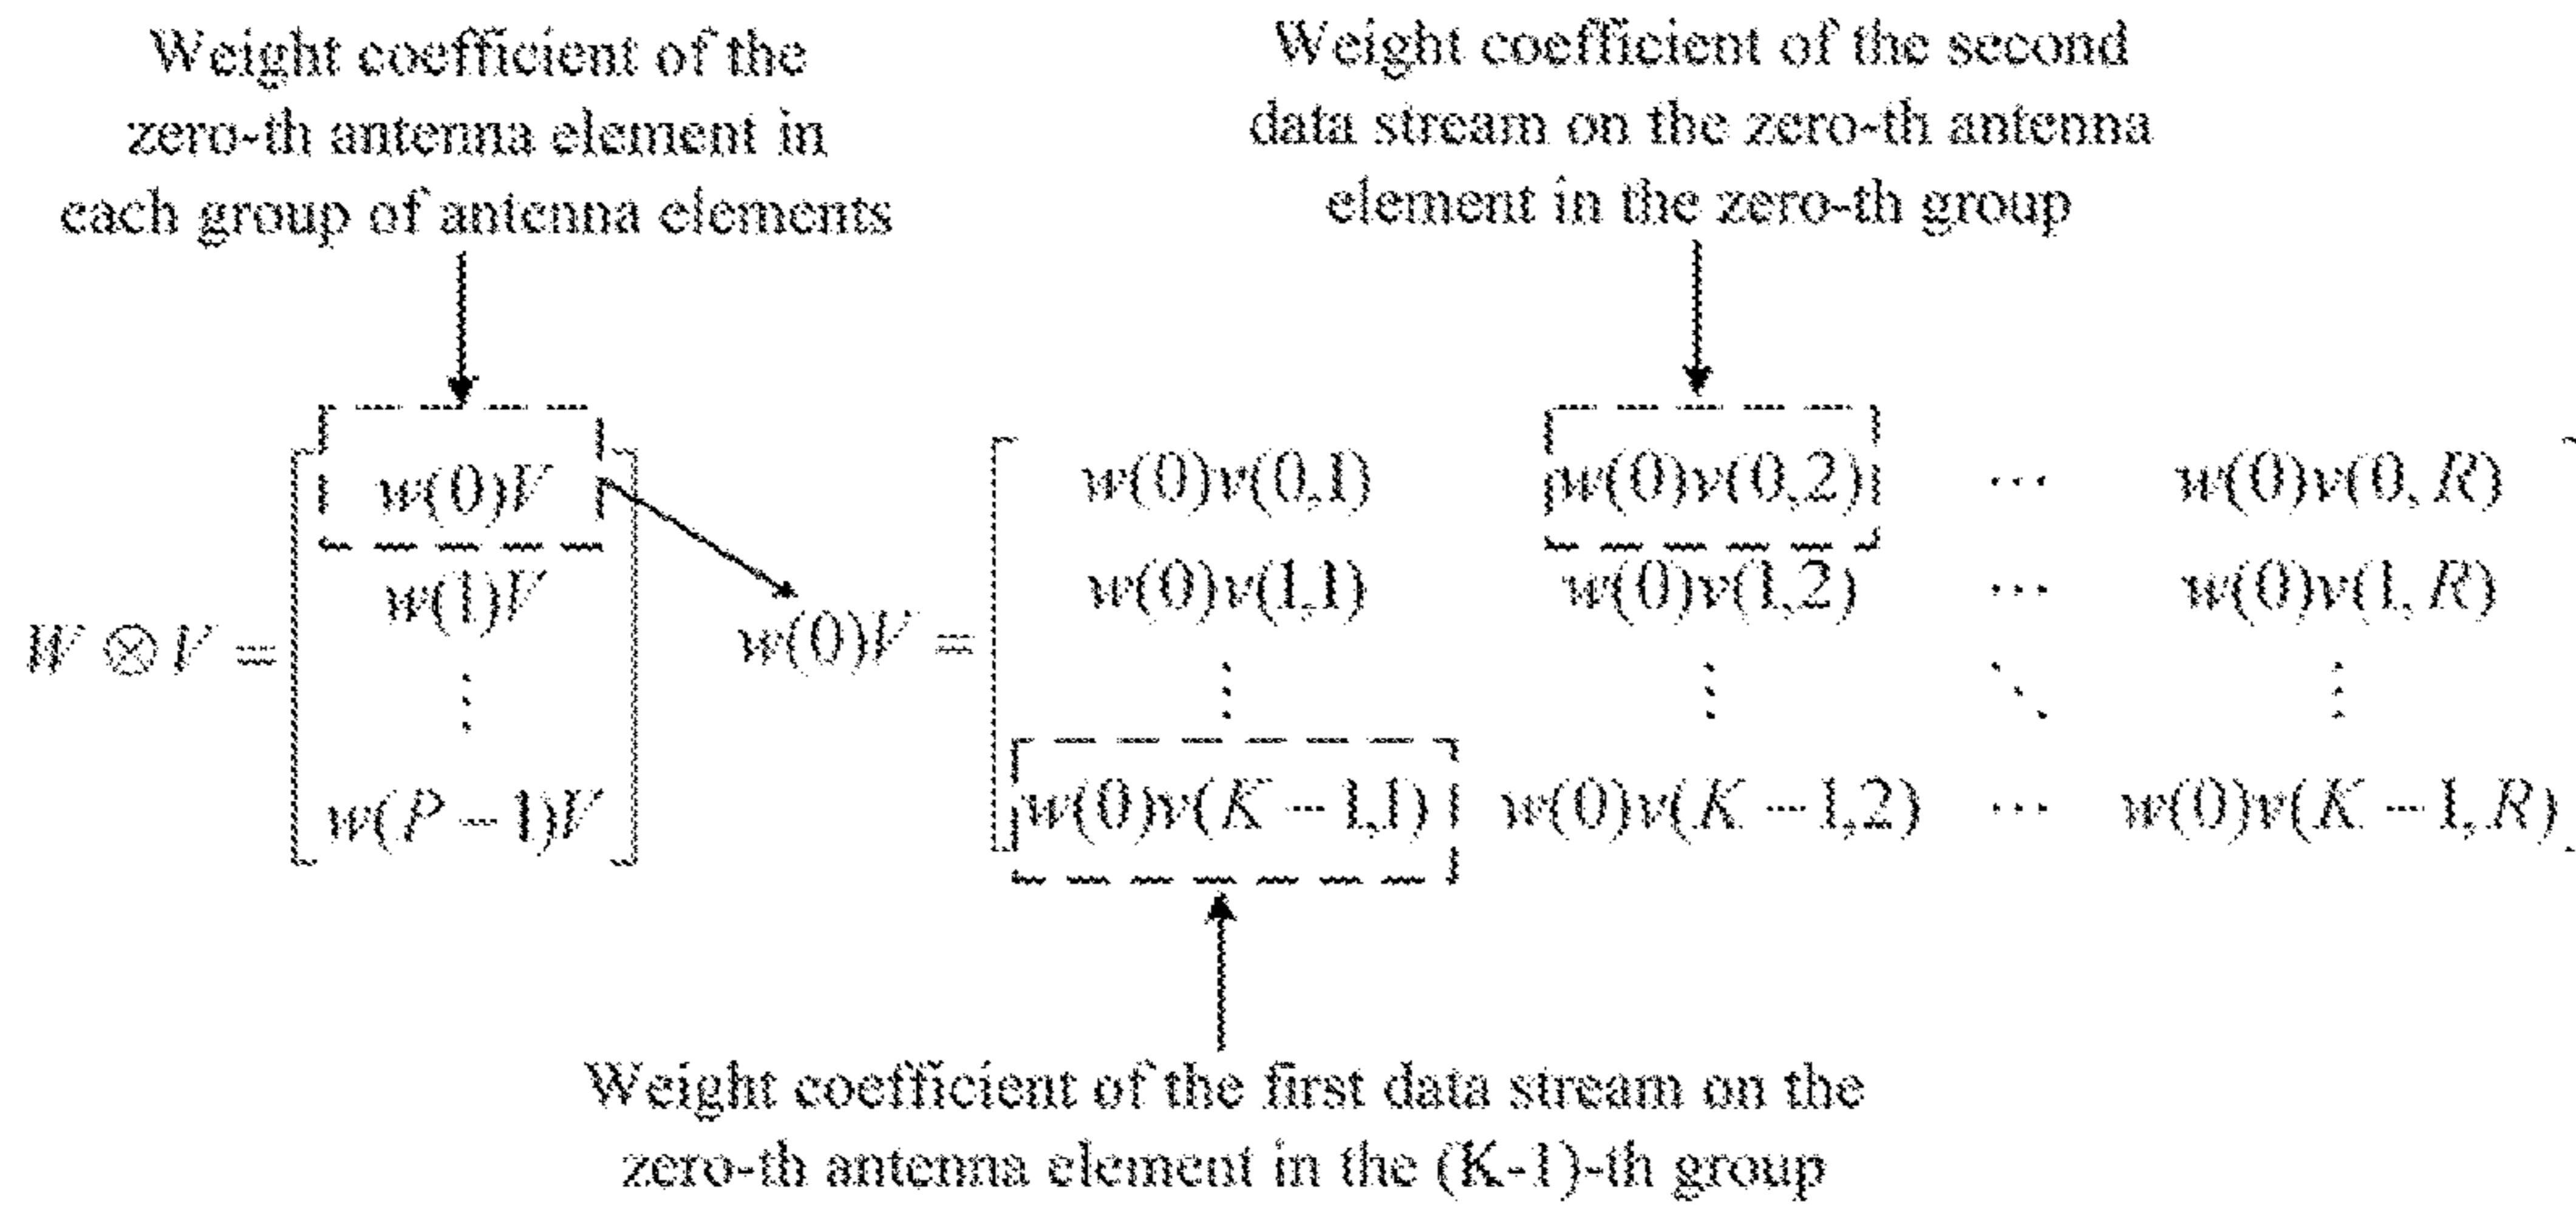 Weight coefficient of the
zero-th antenna element in
each group of antenna elements
Weight coefficient of the second
data stream on the zero-th antenna
element in the zero-th group
W ⊗ V =
w(0)V
w(1)V
⋮
w(P − 1)V
w(0)V =
w(0)v(0,1) w(0)v(0,2) ⋯ w(0)v(0, R)
w(0)v(1,1) w(0)v(1,2) ⋯ w(0)v(1, R)
⋮ ⋮ ⋱ ⋮
w(0)v(K − 1,1) w(0)v(K − 1,2) ⋯ w(0)v(K − 1, R)
Weight coefficient of the first data stream on the
zero-th antenna element in the (K-1)-th group